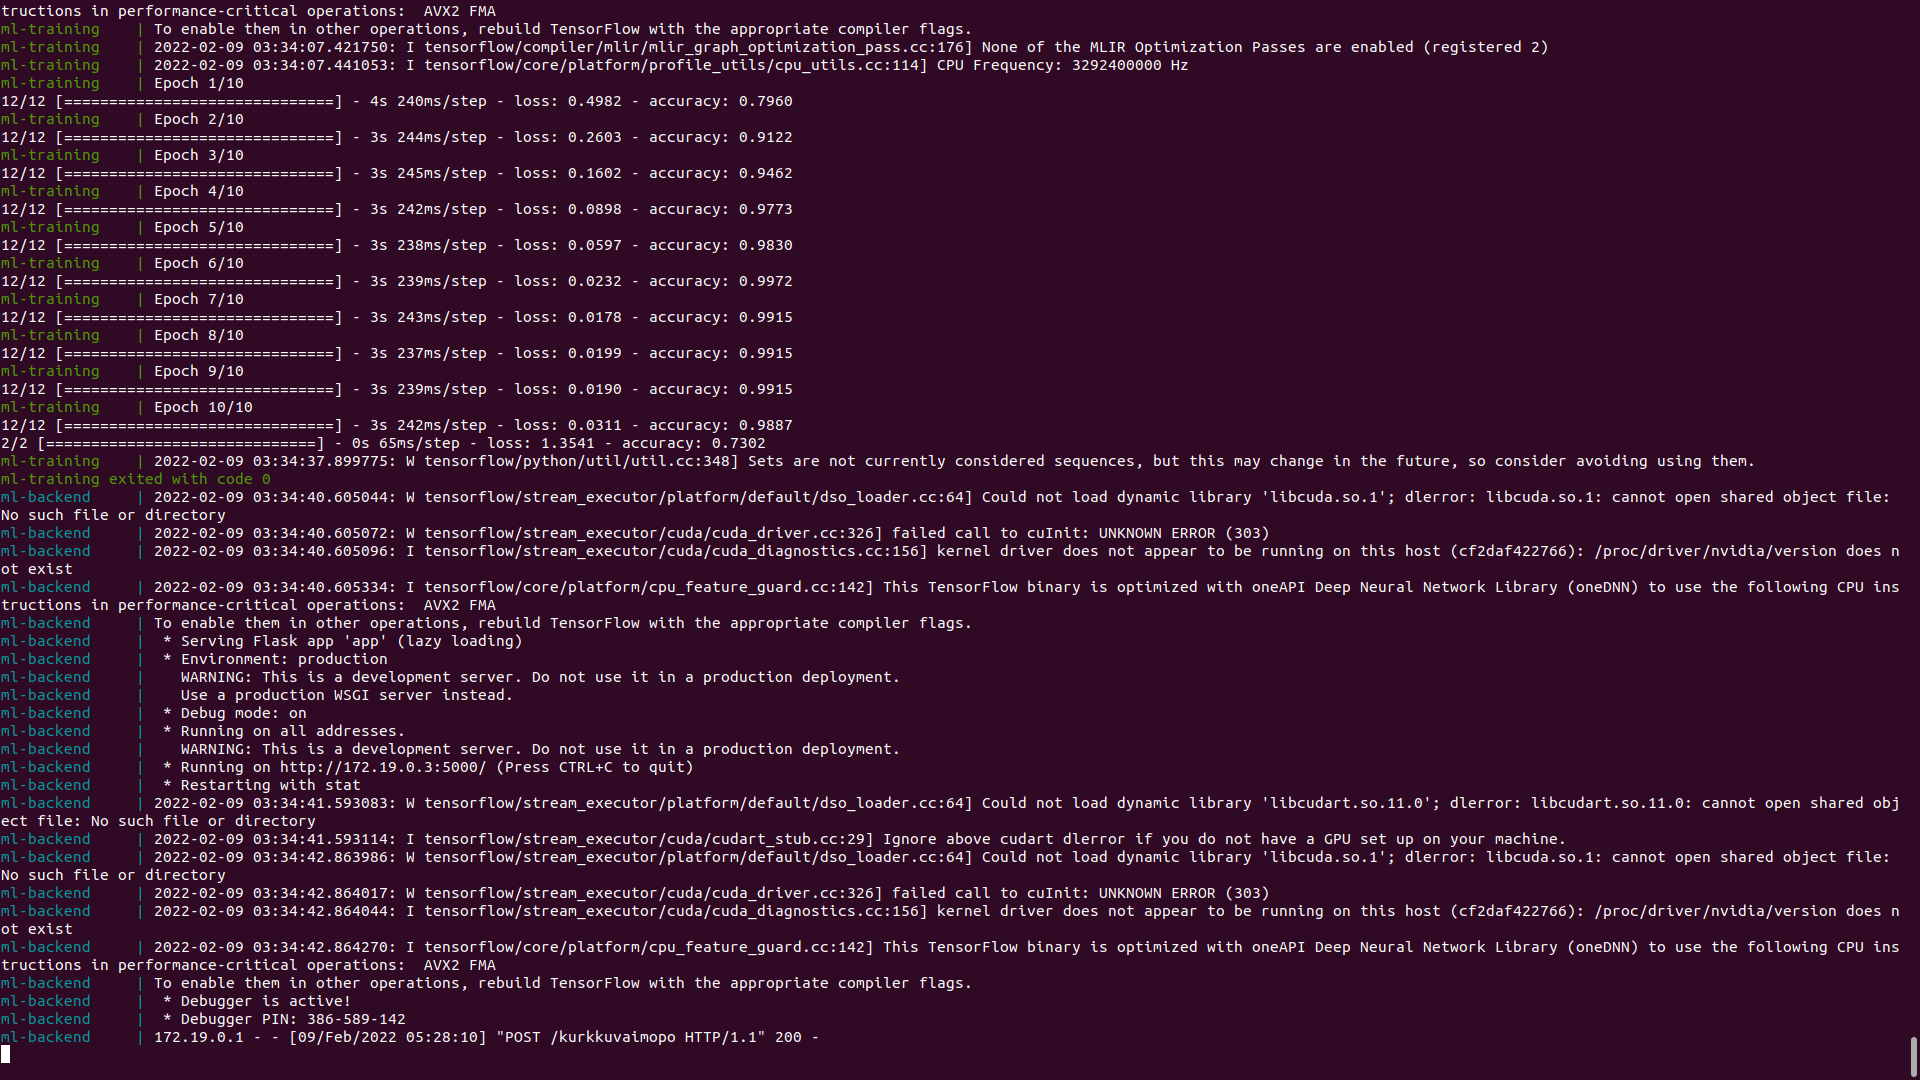 tructions in performance-critical operations:  AVX2 FMA
ml-training    | To enable them in other operations, rebuild TensorFlow with the appropriate compiler flags.
ml-training    | 2022-02-09 03:34:07.421750: I tensorflow/compiler/mlir/mlir_graph_optimization_pass.cc:176] None of the MLIR Optimization Passes are enabled (registered 2)
ml-training    | 2022-02-09 03:34:07.441053: I tensorflow/core/platform/profile_utils/cpu_utils.cc:114] CPU Frequency: 3292400000 Hz
ml-training    | Epoch 1/10
12/12 [==============================] - 4s 240ms/step - loss: 0.4982 - accuracy: 0.7960
ml-training    | Epoch 2/10
12/12 [==============================] - 3s 244ms/step - loss: 0.2603 - accuracy: 0.9122
ml-training    | Epoch 3/10
12/12 [==============================] - 3s 245ms/step - loss: 0.1602 - accuracy: 0.9462
ml-training    | Epoch 4/10
12/12 [==============================] - 3s 242ms/step - loss: 0.0898 - accuracy: 0.9773
ml-training    | Epoch 5/10
12/12 [==============================] - 3s 238ms/step - loss: 0.0597 - accuracy: 0.9830
ml-training    | Epoch 6/10
12/12 [==============================] - 3s 239ms/step - loss: 0.0232 - accuracy: 0.9972
ml-training    | Epoch 7/10
12/12 [==============================] - 3s 243ms/step - loss: 0.0178 - accuracy: 0.9915
ml-training    | Epoch 8/10
12/12 [==============================] - 3s 237ms/step - loss: 0.0199 - accuracy: 0.9915
ml-training    | Epoch 9/10
12/12 [==============================] - 3s 239ms/step - loss: 0.0190 - accuracy: 0.9915
ml-training    | Epoch 10/10
12/12 [==============================] - 3s 242ms/step - loss: 0.0311 - accuracy: 0.9887
2/2 [==============================] - 0s 65ms/step - loss: 1.3541 - accuracy: 0.7302
ml-training    | 2022-02-09 03:34:37.899775: W tensorflow/python/util/util.cc:348] Sets are not currently considered sequences, but this may change in the future, so consider avoiding using them.
ml-training exited with code 0
ml-backend     | 2022-02-09 03:34:40.605044: W tensorflow/stream_executor/platform/default/dso_loader.cc:64] Could not load dynamic library 'libcuda.so.1'; dlerror: libcuda.so.1: cannot open shared object file:
No such file or directory
ml-backend     | 2022-02-09 03:34:40.605072: W tensorflow/stream_executor/cuda/cuda_driver.cc:326] failed call to cuInit: UNKNOWN ERROR (303)
ml-backend     | 2022-02-09 03:34:40.605096: I tensorflow/stream_executor/cuda/cuda_diagnostics.cc:156] kernel driver does not appear to be running on this host (cf2daf422766): /proc/driver/nvidia/version does n
ot exist
ml-backend     | 2022-02-09 03:34:40.605334: I tensorflow/core/platform/cpu_feature_guard.cc:142] This TensorFlow binary is optimized with oneAPI Deep Neural Network Library (oneDNN) to use the following CPU ins
tructions in performance-critical operations:  AVX2 FMA
ml-backend     | To enable them in other operations, rebuild TensorFlow with the appropriate compiler flags.
ml-backend     |  * Serving Flask app 'app' (lazy loading)
ml-backend     |  * Environment: production
ml-backend     |    WARNING: This is a development server. Do not use it in a production deployment.
ml-backend     |    Use a production WSGI server instead.
ml-backend     |  * Debug mode: on
ml-backend     |  * Running on all addresses.
ml-backend     |    WARNING: This is a development server. Do not use it in a production deployment.
ml-backend     |  * Running on http://172.19.0.3:5000/ (Press CTRL+C to quit)
ml-backend     |  * Restarting with stat
ml-backend     | 2022-02-09 03:34:41.593083: W tensorflow/stream_executor/platform/default/dso_loader.cc:64] Could not load dynamic library 'libcudart.so.11.0'; dlerror: libcudart.so.11.0: cannot open shared obj
ect file: No such file or directory
ml-backend     | 2022-02-09 03:34:41.593114: I tensorflow/stream_executor/cuda/cudart_stub.cc:29] Ignore above cudart dlerror if you do not have a GPU set up on your machine.
ml-backend     | 2022-02-09 03:34:42.863986: W tensorflow/stream_executor/platform/default/dso_loader.cc:64] Could not load dynamic library 'libcuda.so.1'; dlerror: libcuda.so.1: cannot open shared object file:
No such file or directory
ml-backend     | 2022-02-09 03:34:42.864017: W tensorflow/stream_executor/cuda/cuda_driver.cc:326] failed call to cuInit: UNKNOWN ERROR (303)
ml-backend     | 2022-02-09 03:34:42.864044: I tensorflow/stream_executor/cuda/cuda_diagnostics.cc:156] kernel driver does not appear to be running on this host (cf2daf422766): /proc/driver/nvidia/version does n
ot exist
ml-backend     | 2022-02-09 03:34:42.864270: I tensorflow/core/platform/cpu_feature_guard.cc:142] This TensorFlow binary is optimized with oneAPI Deep Neural Network Library (oneDNN) to use the following CPU ins
tructions in performance-critical operations:  AVX2 FMA
ml-backend     | To enable them in other operations, rebuild TensorFlow with the appropriate compiler flags.
ml-backend     |  * Debugger is active!
ml-backend     |  * Debugger PIN: 386-589-142
ml-backend     | 172.19.0.1 - - [09/Feb/2022 05:28:10] "POST /kurkkuvaimopo HTTP/1.1" 200 -